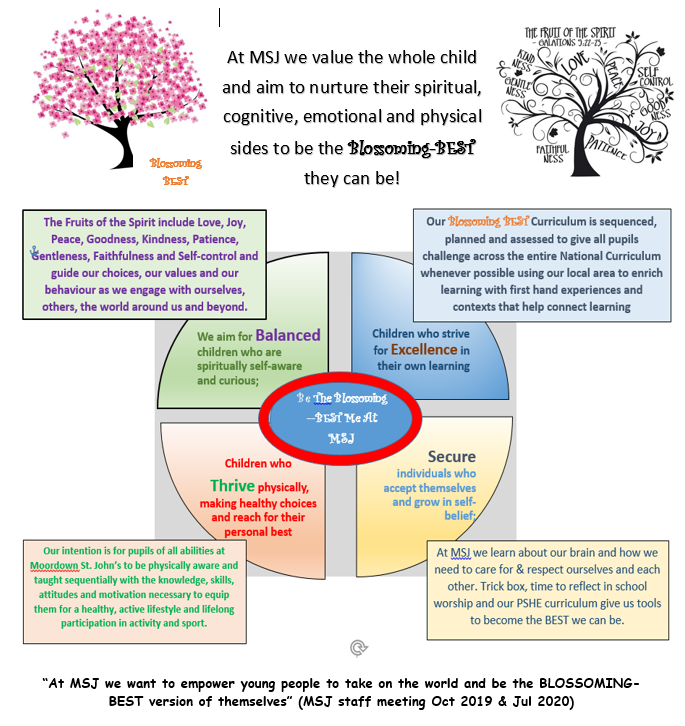 At MSJ we value the whole child
and aim to nurture their spiritual,
cognitive, emotional and physical
sides to be the Blossoming-BEST
they can be!
Blossoming
BEST
THE FRUIT OF THE SPIRIT
- GALATIONS 5:22-23 -
KIND
NESS
GENTLE
NESS
LOVE
PEACE
SELF
CONTROL
GOOD
NESS
JOY
PATIENCE
FAITHFUL
NESS
The Fruits of the Spirit include Love, Joy,
Peace, Goodness, Kindness, Patience,
Gentleness, Faithfulness and Self-control and
guide our choices, our values and our
behaviour as we engage with ourselves,
others, the world around us and beyond.
Our Blossoming BEST Curriculum is sequenced,
planned and assessed to give all pupils
challenge across the entire National Curriculum
whenever possible using our local area to enrich
learning with first hand experiences and
contexts that help connect learning
We aim for Balanced
children who are
spiritually self-aware
and curious;
Children who strive
for Excellence in
their own learning
Be The Blossoming
–BEST Me At
MSJ
Children who
Thrive physically,
making healthy choices
and reach for their
personal best
Secure
individuals who
accept themselves
and grow in self-
belief;
Our intention is for pupils of all abilities at
Moordown St. John's to be physically aware and
taught sequentially with the knowledge, skills,
attitudes and motivation necessary to equip
them for a healthy, active lifestyle and lifelong
participation in activity and sport.
At MSJ we learn about our brain and how we
need to care for & respect ourselves and each
other. Trick box, time to reflect in school
worship and our PSHE curriculum give us tools
to become the BEST we can be.
“At MSJ we want to empower young people to take on the world and be the BLOSSOMING-
BEST version of themselves” (MSJ staff meeting Oct 2019 & Jul 2020)